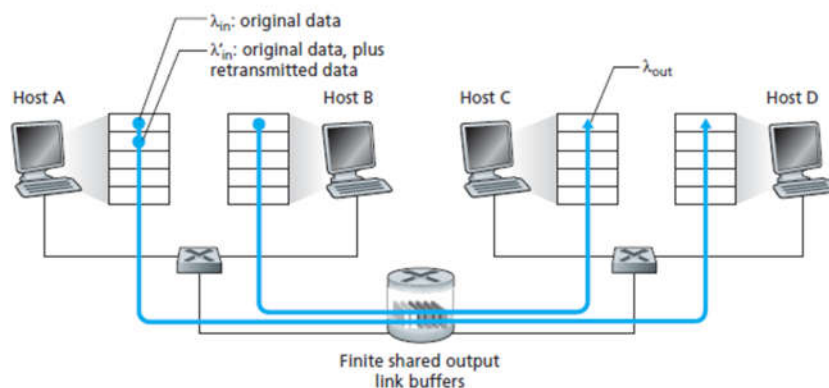 λin: original data
λ'in: original data, plus
retransmitted data
λout
Host A
Host B
Host C
Host D
Finite shared output
link buffers